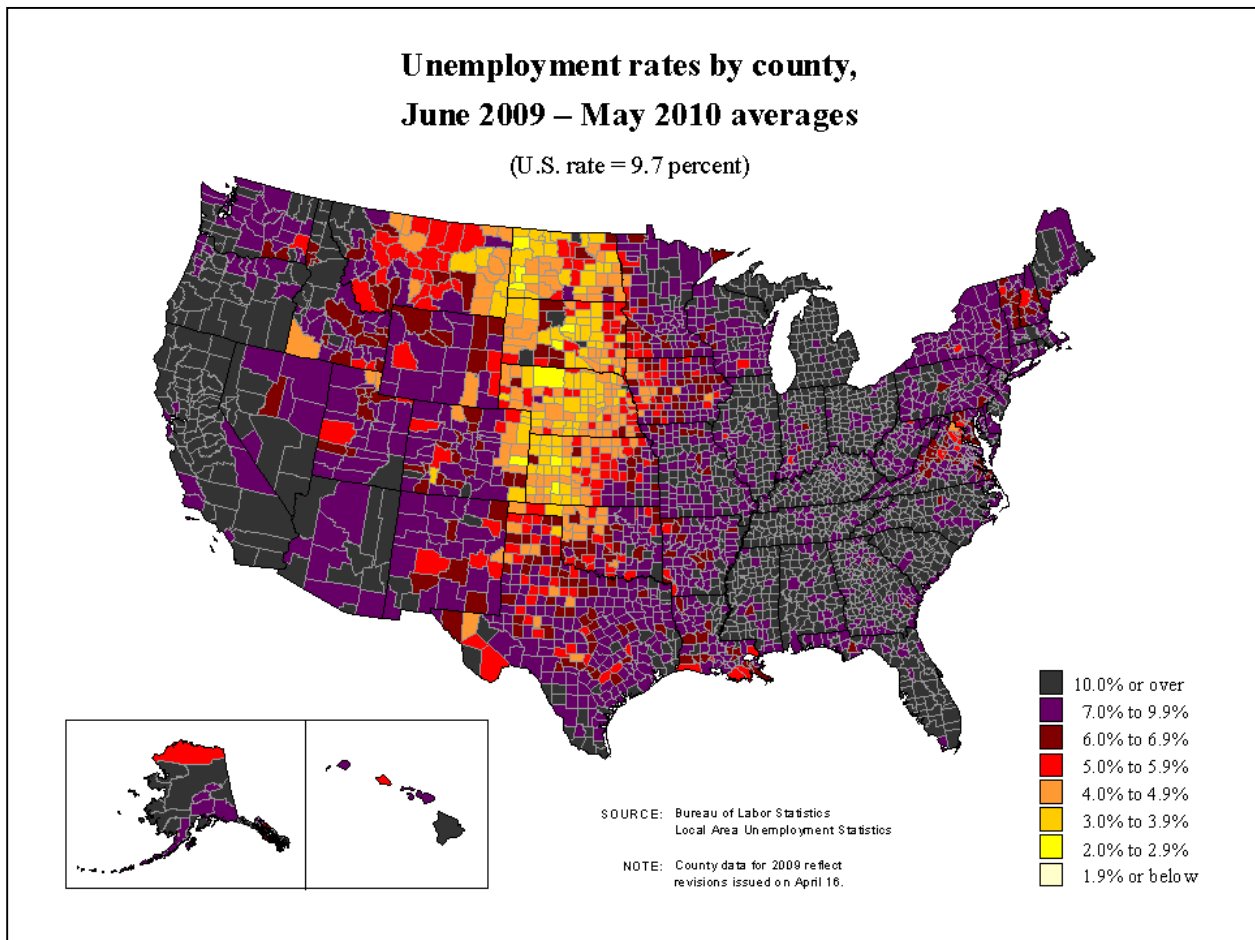 Unemployment rates by county,
June 2009 – May 2010 averages
(U.S. rate = 9.7 percent)
10.0% or over
7.0% to 9.9%
6.0% to 6.9%
5.0% to 5.9%
4.0% to 4.9%
3.0% to 3.9%
2.0% to 2.9%
1.9% or below
SOURCE: Bureau of Labor Statistics
Local Area Unemployment Statistics
NOTE: County data for 2009 reflect
revisions issued on April 16.